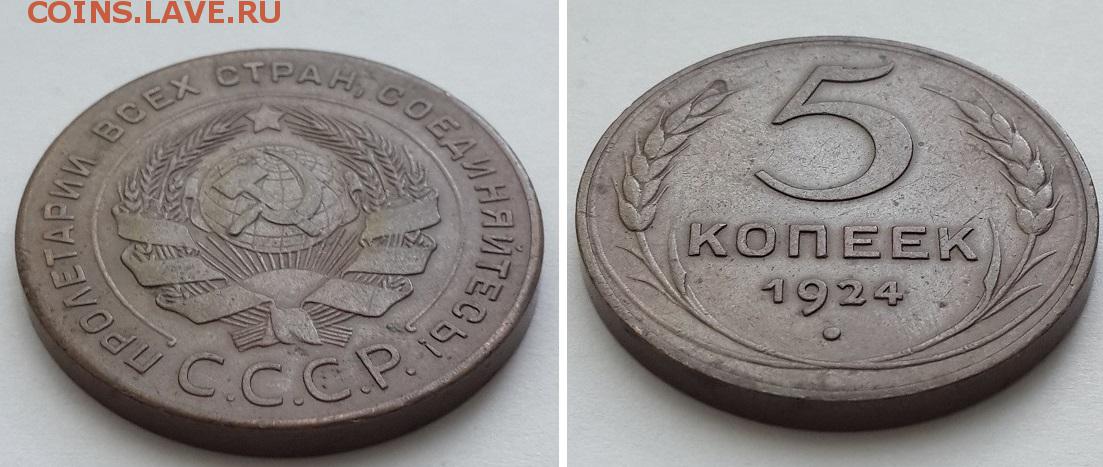 COINS.LAVE.RU
ПРОЛЕТАРИИ ВСЕХ СТРАН, СОЕДИНЯЙТЕСЬ!
С.С.С.Р.
5
КОПЕЕК
1924